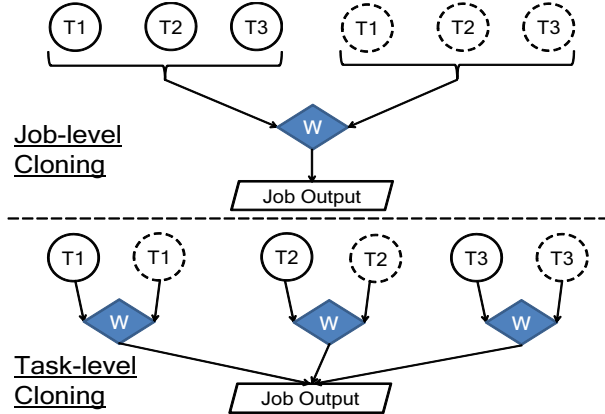 T1 T2 T3 T1 T2 T3
W
Job-level
Cloning
Job Output
T1 T1 T2 T2 T3 T3
W W W
Task-level
Cloning
Job Output